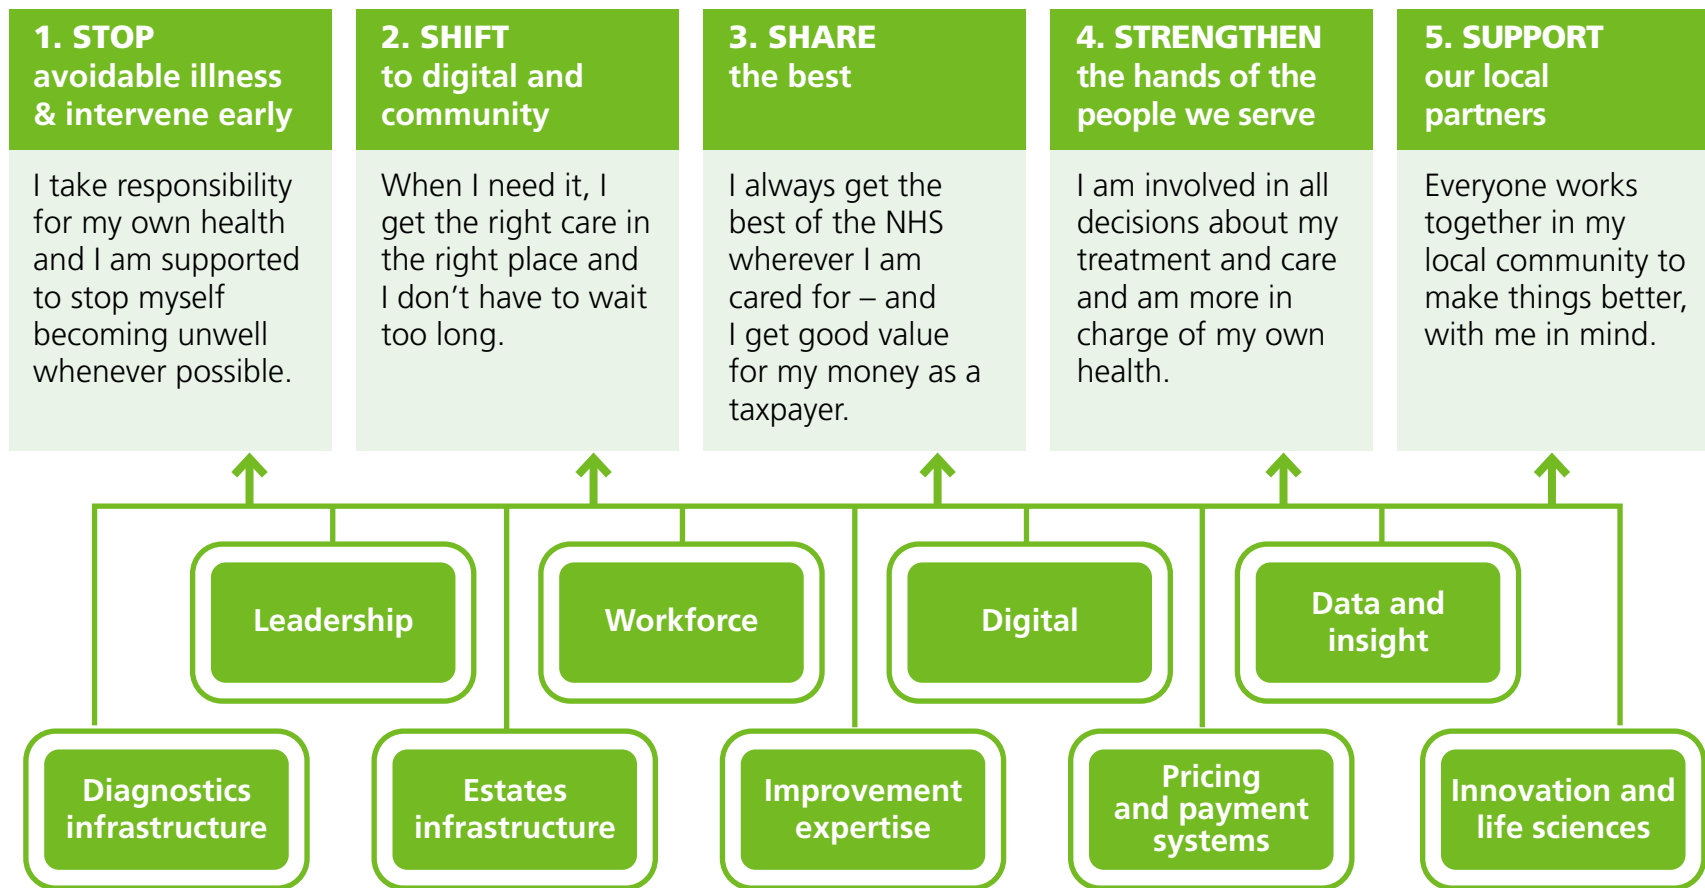 1. STOP
avoidable illness
& intervene early
I take responsibility
for my own health
and I am supported
to stop myself
becoming unwell
whenever possible.
2. SHIFT
to digital and
community
When I need it, I
get the right care in
the right place and
I don’t have to wait
too long.
3. SHARE
the best
I always get the
best of the NHS
wherever I am
cared for – and
I get good value
for my money as a
taxpayer.
4. STRENGTHEN
the hands of the
people we serve
I am involved in all
decisions about my
treatment and care
and am more in
charge of my own
health.
5. SUPPORT
our local
partners
Everyone works
together in my
local community to
make things better,
with me in mind.
Leadership
Workforce
Digital
Data and
insight
Diagnostics
infrastructure
Estates
infrastructure
Improvement
expertise
Pricing
and payment
systems
Innovation and
life sciences